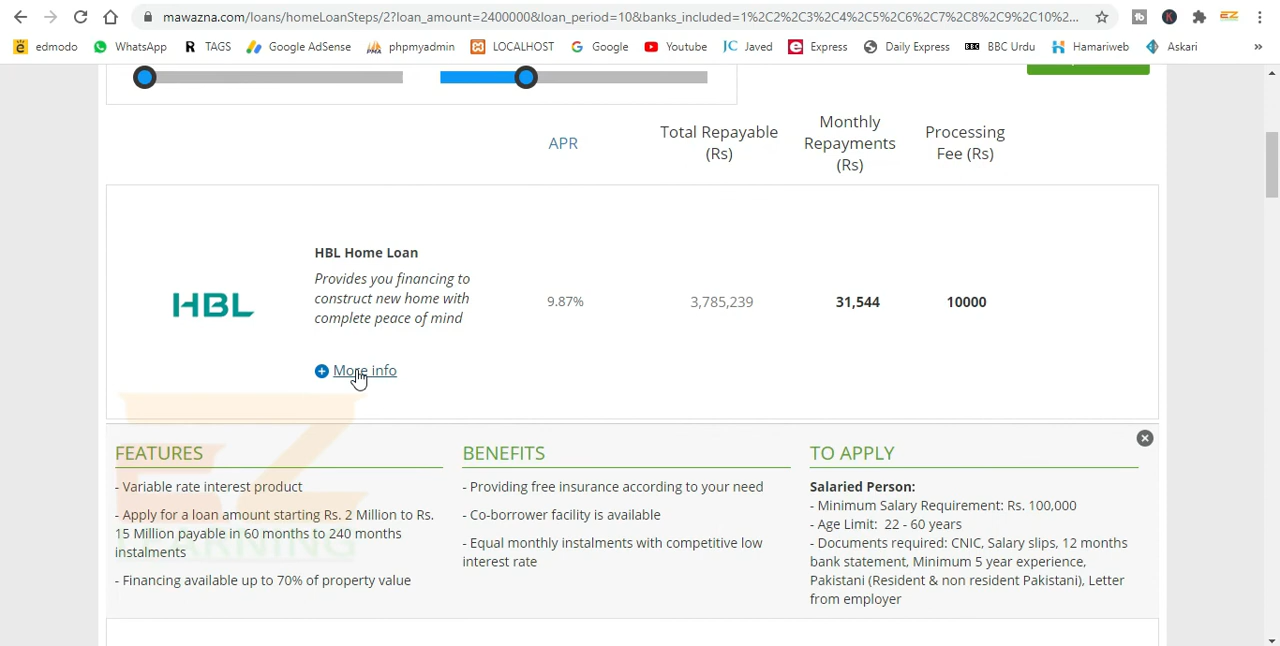 mawazna.com/loans/homeLoanSteps/2?loan_amount=2400000&loan_period=10&banks_included=1%2C2%2C3%2C4%2C5%2C6%2C7%2C8%2C9%2C10%2C...
edmodo WhatsApp R TAGS Google AdSense phpmyadmin LOCALHOST G Google Youtube JC Javed Express Daily Express BBC BBC Urdu Hamariweb Askari »
APR
Total Repayable
(Rs)
Monthly
Repayments
(Rs)
Processing
Fee (Rs)
HBL
HBL Home Loan
Provides you financing to
construct new home with
complete peace of mind
More info
9.87%
3,785,239
31,544
10000
EZ
LEARNING
FEATURES
- Variable rate interest product
- Apply for a loan amount starting Rs. 2 Million to Rs.
15 Million payable in 60 months to 240 months
instalments
- Financing available up to 70% of property value
BENEFITS
- Providing free insurance according to your need
- Co-borrower facility is available
- Equal monthly instalments with competitive low
interest rate
TO APPLY
Salaried Person:
- Minimum Salary Requirement: Rs. 100,000
- Age Limit: 22 - 60 years
- Documents required: CNIC, Salary slips, 12 months
bank statement, Minimum 5 year experience,
Pakistani (Resident & non resident Pakistani), Letter
from employer